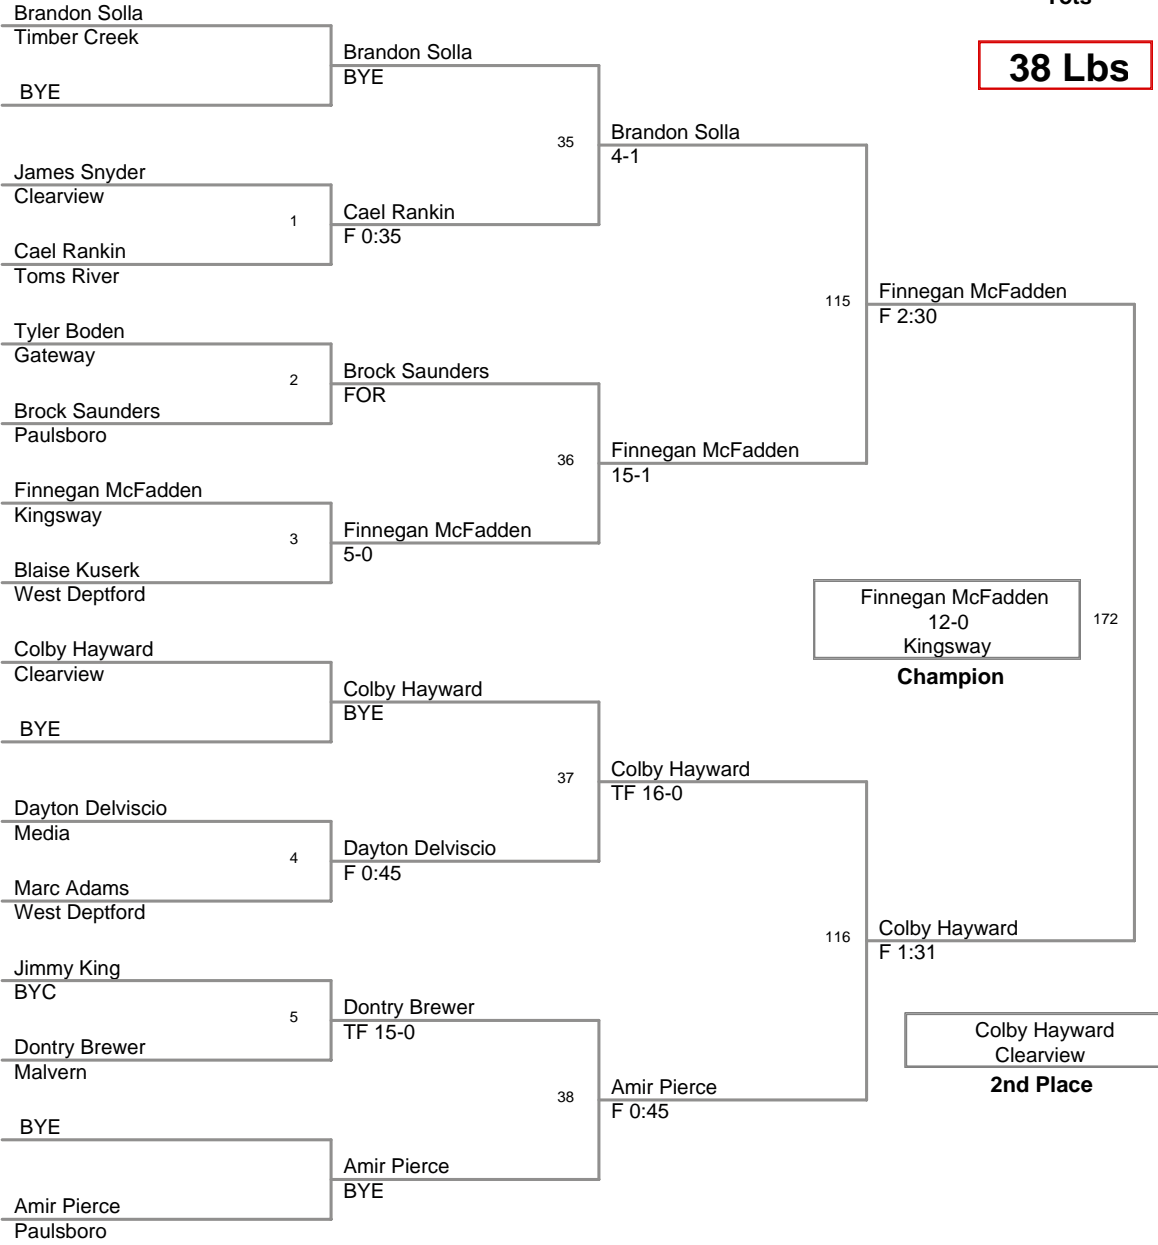 Brandon Solla
Timber Creek
BYE
James Snyder
Clearview
1
Cael Rankin
Toms River
Tyler Boden
Gateway
2
Brock Saunders
Paulsboro
Finnegan McFadden
Kingsway
3
Blaise Kuserk
West Deptford
Colby Hayward
Clearview
BYE
Dayton Delviscio
Media
4
Marc Adams
West Deptford
Jimmy King
BYC
5
Dontry Brewer
Malvern
BYE
Amir Pierce
Paulsboro
Brandon Solla
BYE
35
Cael Rankin
F 0:35
Brock Saunders
FOR
36
Finnegan McFadden
5-0
Colby Hayward
BYE
37
Dayton Delviscio
F 0:45
Dontry Brewer
TF 15-0
38
Amir Pierce
BYE
Brandon Solla
4-1
115
Finnegan McFadden
15-1
Colby Hayward
TF 16-0
116
Amir Pierce
F 0:45
38 Lbs
Finnegan McFadden
F 2:30
Finnegan McFadden
12-0
Kingsway
172
Champion
Colby Hayward
F 1:31
Colby Hayward
Clearview
2nd Place